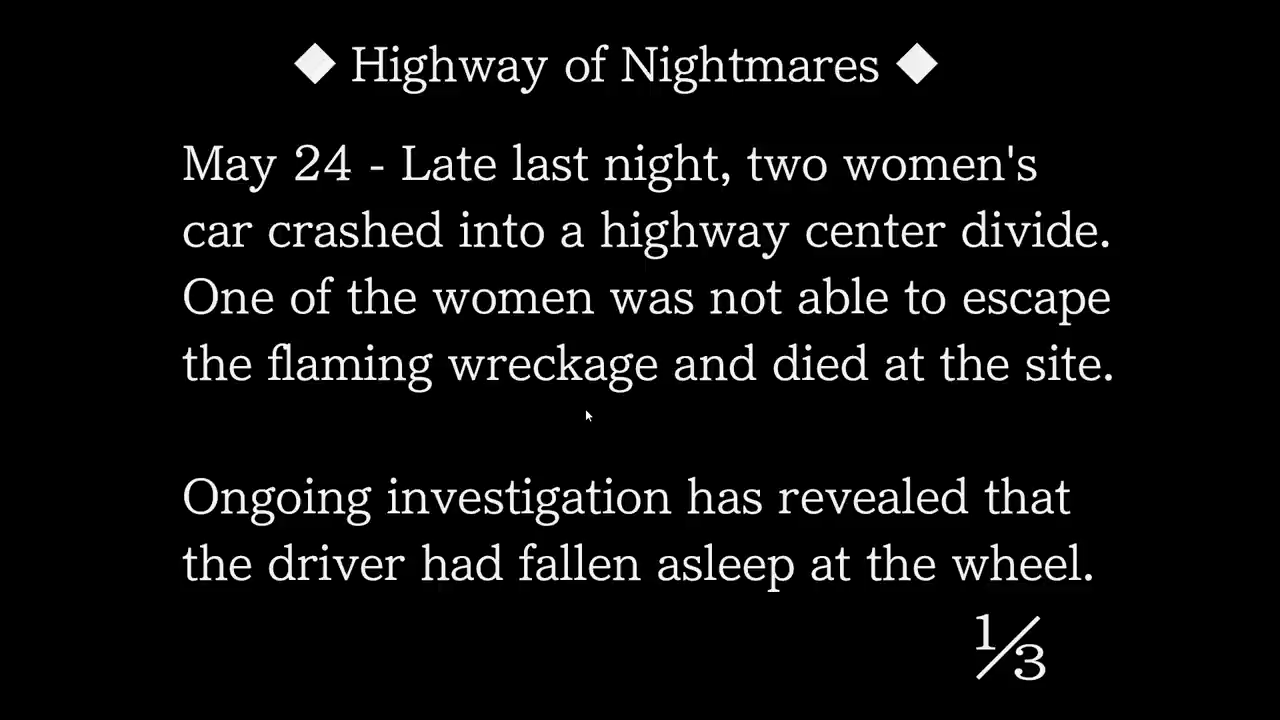 ◆ Highway of Nightmares ◆
May 24 - Late last night, two women's
car crashed into a highway center divide.
One of the women was not able to escape
the flaming wreckage and died at the site.
Ongoing investigation has revealed that
the driver had fallen asleep at the wheel.
1/3